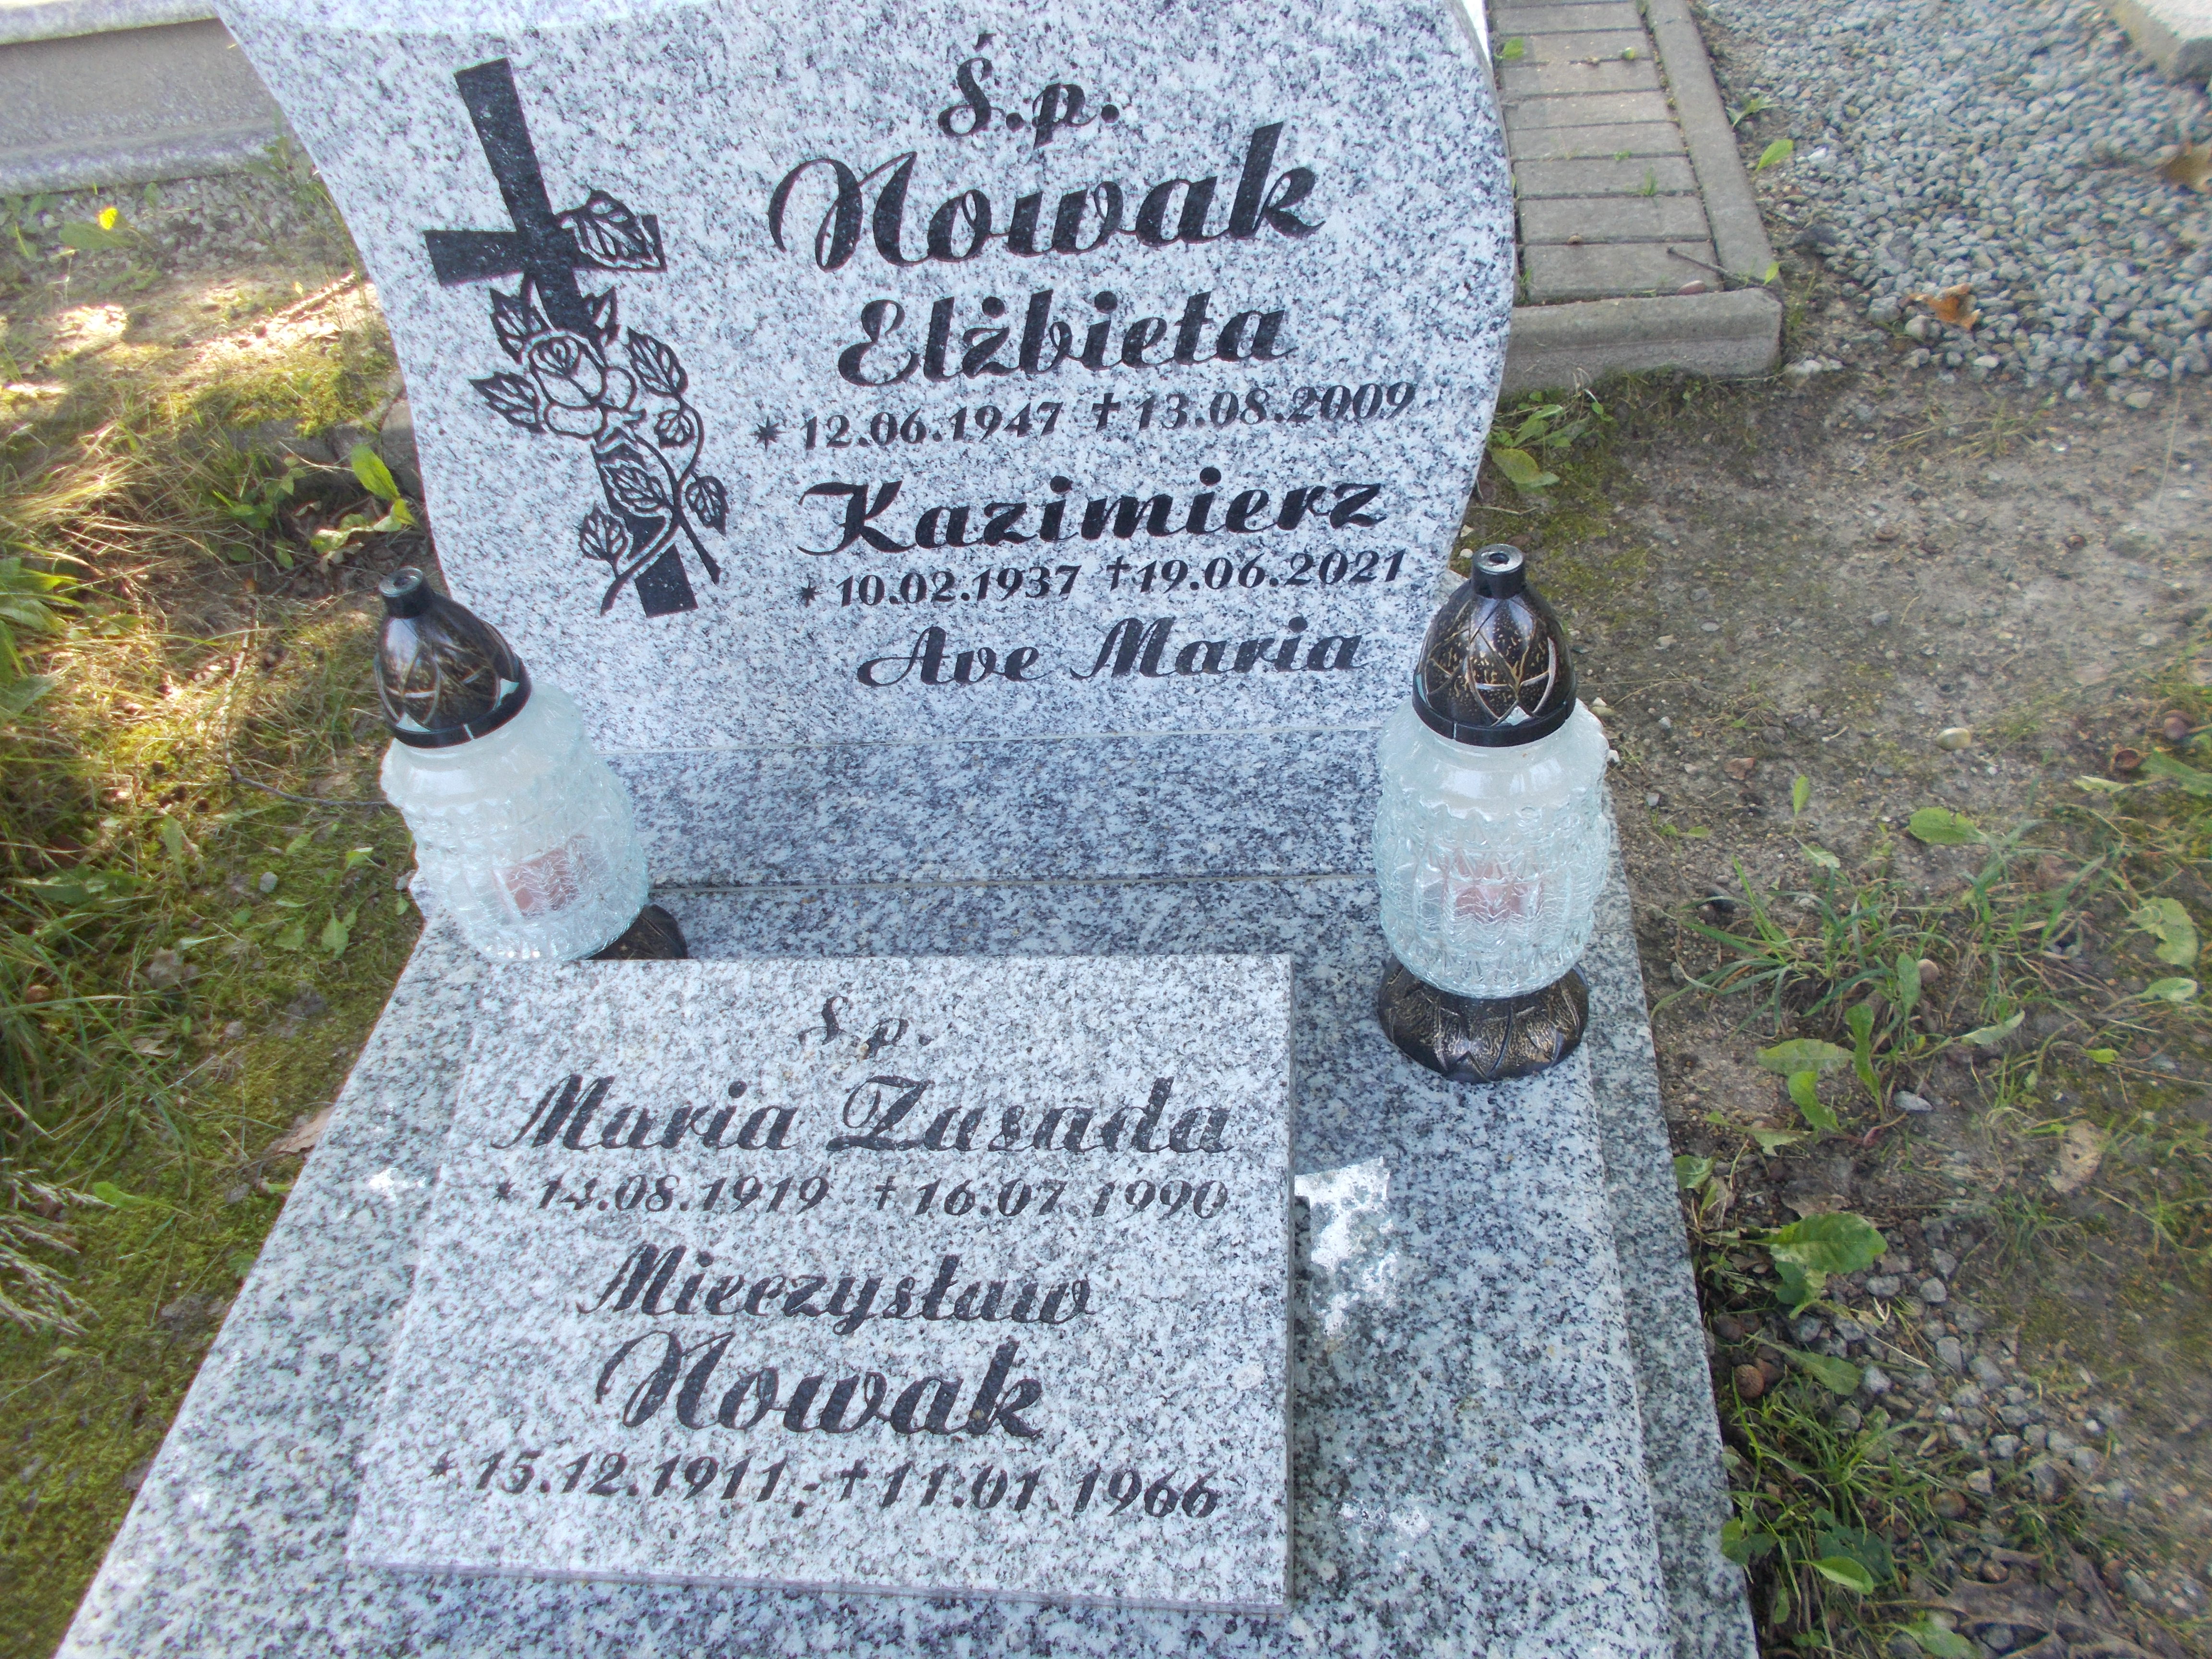 Ś.p.
Nowak
Elżbieta
* 12.06.1947 † 13.08.2009
Kazimierz
* 10.02.1937 † 19.06.2021
Ave Maria
Ś.p.
Maria Zasada
* 14.08.1919 † 16.07.1990
Mieczysław
Nowak
* 15.12.1911,- † 11.01.1966